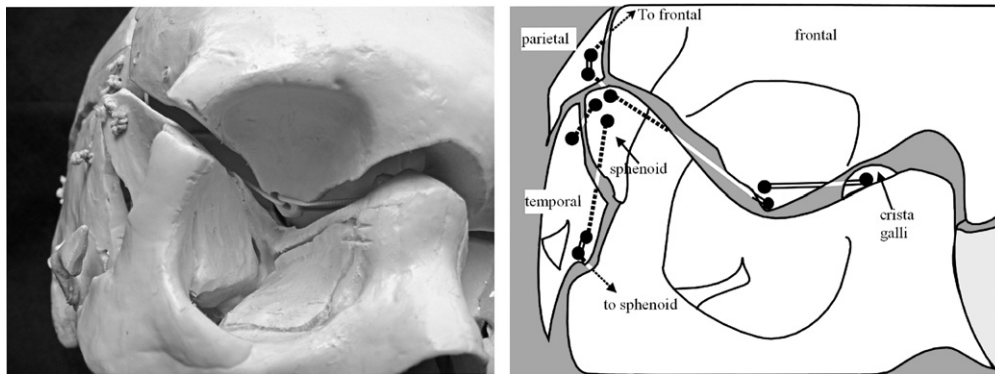 To frontal
parietal
frontal
sphenoid
temporal
crista
galli
to sphenoid